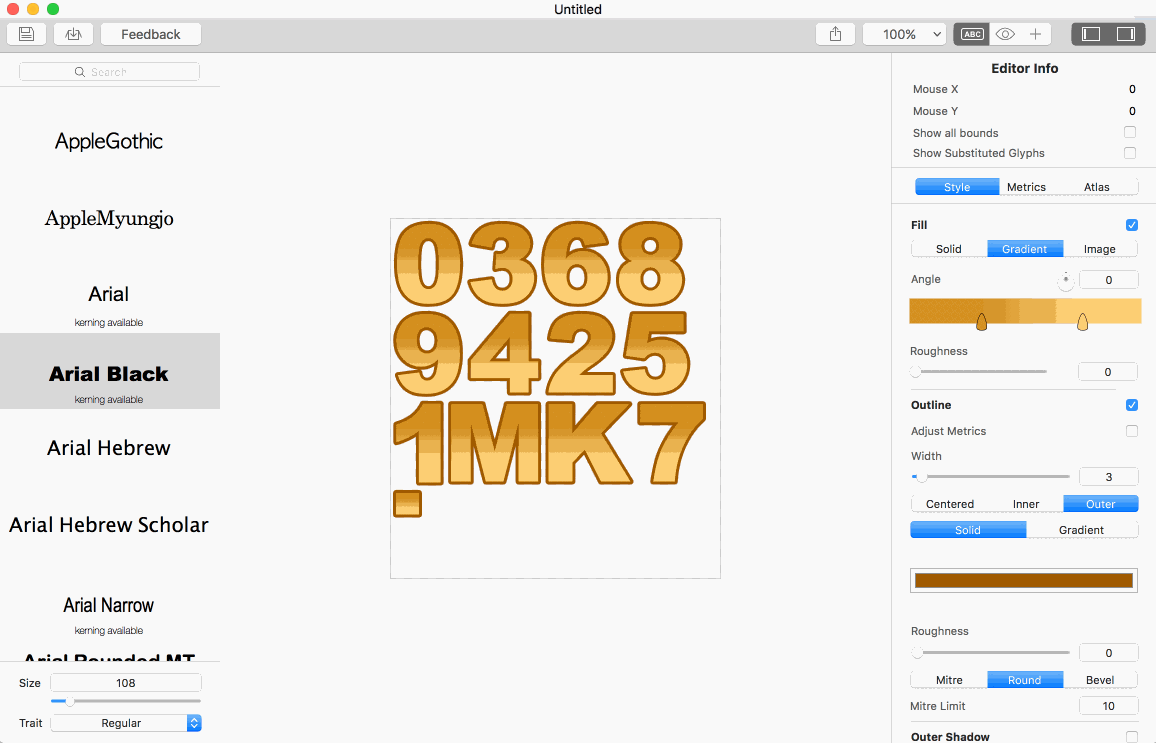 Untitled
Feedback
100%
ABC
Search
AppleGothic
AppleMyungjo
Arial
kerning available
Arial Black
kerning available
Arial Hebrew
Arial Hebrew Scholar
Arial Narrow
kerning available
Arial Rounded MT
Size 108
Trait Regular
0368
9425
1MK7
.
Editor Info
Mouse X 0
Mouse Y 0
Show all bounds
Show Substituted Glyphs
Style Metrics Atlas
Fill
Solid Gradient Image
Angle 0
Roughness
0
Outline
Adjust Metrics
Width
3
Centered Inner Outer
Solid Gradient
Roughness
0
Mitre Round Bevel
Mitre Limit 10
Outer Shadow